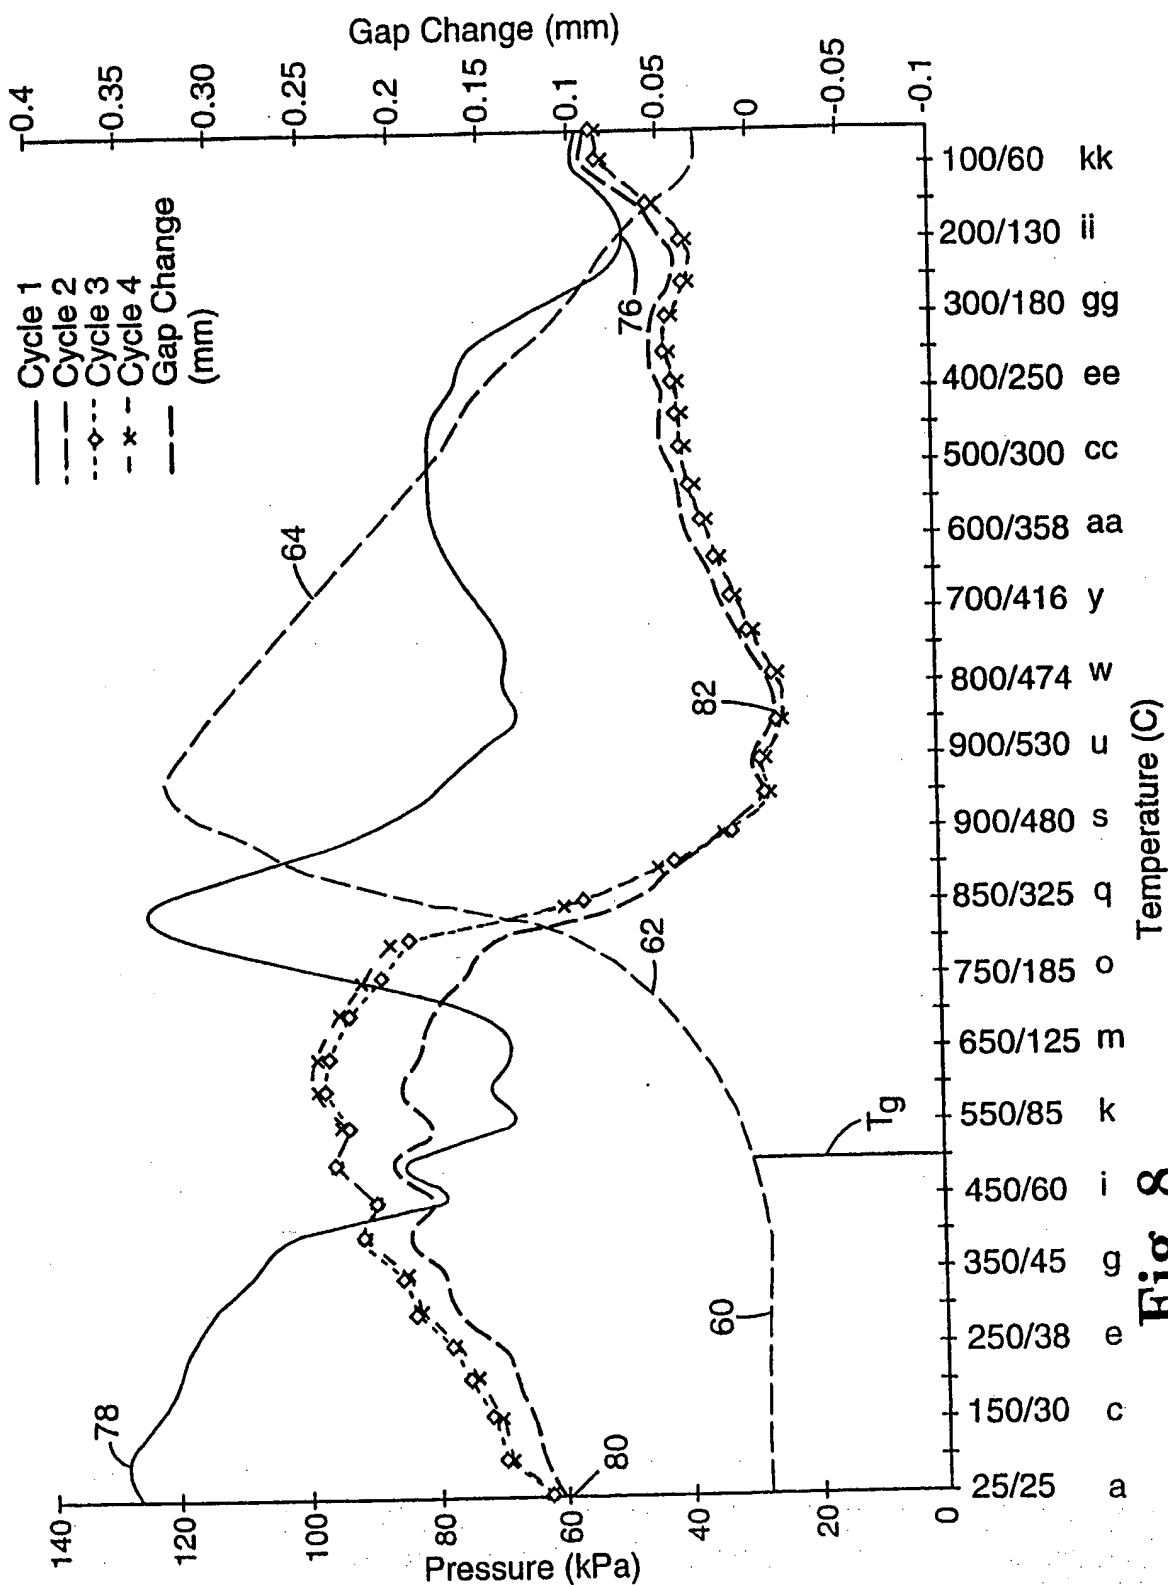 Gap Change (mm)
0.4
0.35
0.30
0.25
0.2
0.15
0.1
0.05
0
-0.05
-0.1
Cycle 1
Cycle 2
Cycle 3
Cycle 4
Gap Change
(mm)
78
64
76
82
62
60
80
Tg
140
120
100
80
60
40
20
0
Pressure (kPa)
25/25 a
150/30 c
250/38 e
350/45 g
450/60 i
550/85 k
650/125 m
750/185 o
850/325 q
900/480 s
900/530 u
800/474 w
700/416 y
600/358 aa
500/300 cc
400/250 ee
300/180 gg
200/130 ii
100/60 kk
Temperature (C)
Fig. 8